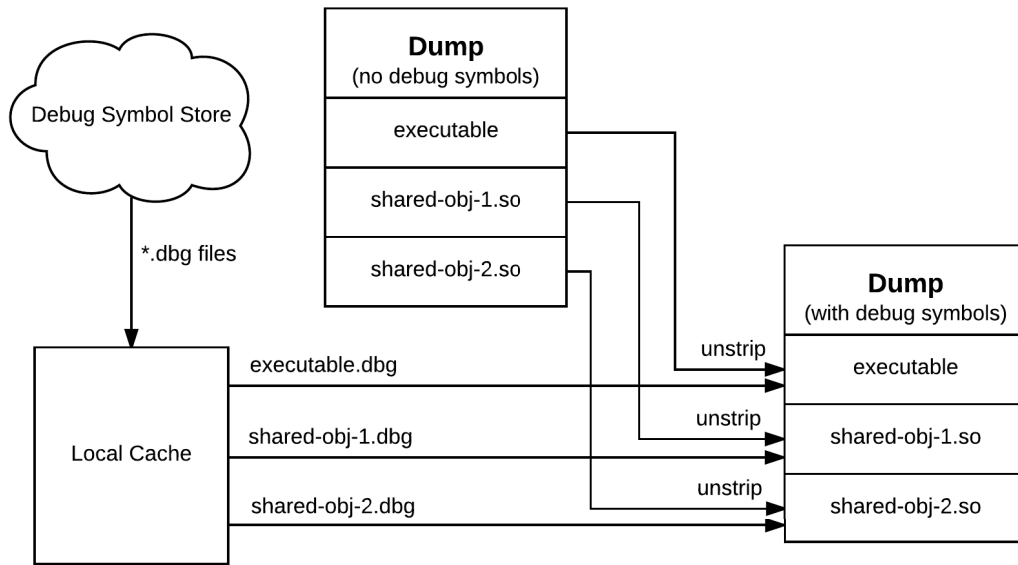 Debug Symbol Store
*.dbg files
Local Cache
Dump
(no debug symbols)
executable
shared-obj-1.so
shared-obj-2.so
executable.dbg
shared-obj-1.dbg
shared-obj-2.dbg
unstrip
unstrip
unstrip
Dump
(with debug symbols)
executable
shared-obj-1.so
shared-obj-2.so